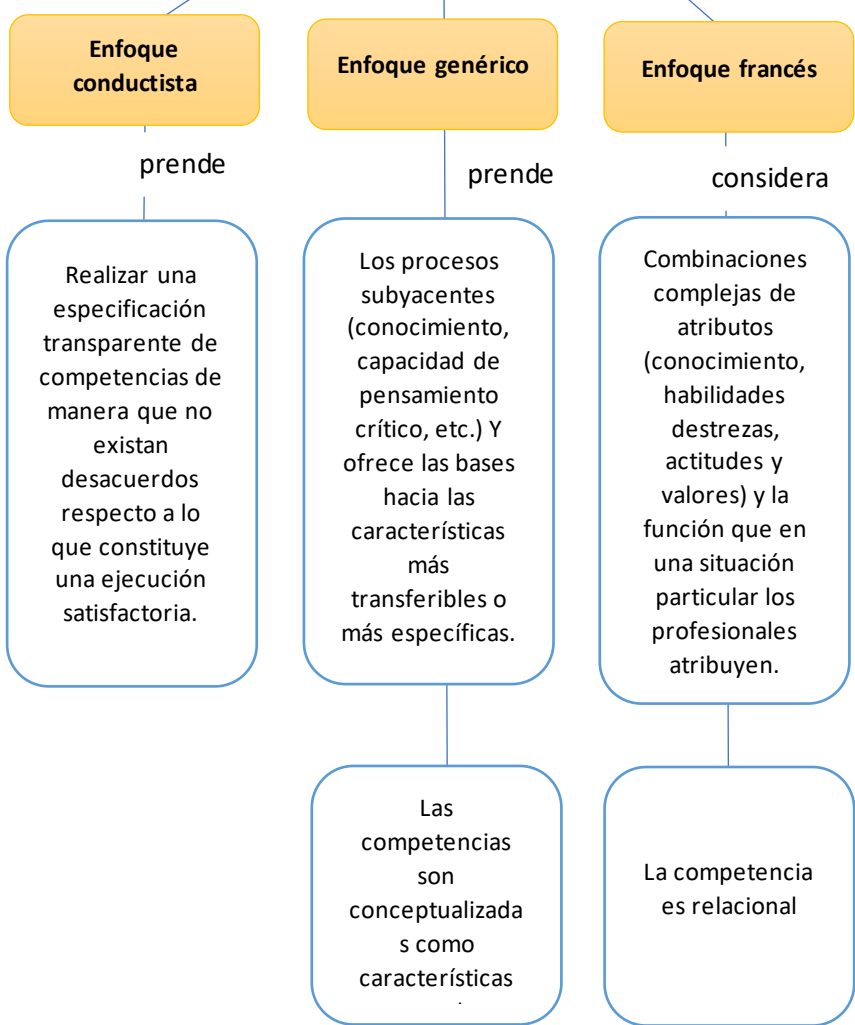 Enfoque
conductista
prende
Realizar una
especificación
transparente de
competencias de
manera que no
existan
desacuerdos
respecto a lo
que constituye
una ejecución
satisfactoria.
Enfoque genérico
prende
Los procesos
subyacentes
(conocimiento,
capacidad de
pensamiento
crítico, etc.) Y
ofrece las bases
hacia las
características
más
transferibles o
más específicas.
Las
competencias
son
conceptualizada
s como
características
Enfoque francés
considera
Combinaciones
complejas de
atributos
(conocimiento,
habilidades
destrezas,
actitudes y
valores) y la
función que en
una situación
particular los
profesionales
atribuyen.
La competencia
es relacional